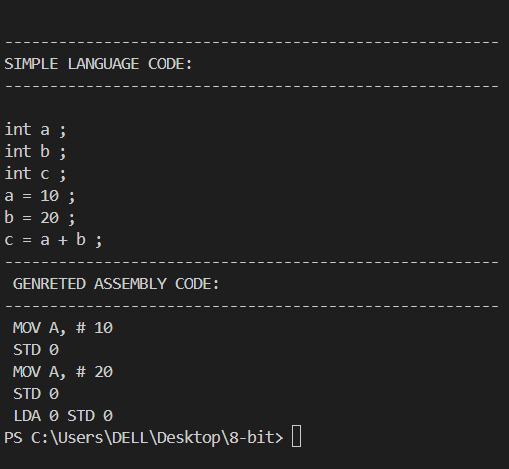 -------------------------------------------------------
SIMPLE LANGUAGE CODE:
-------------------------------------------------------
int a ;
int b ;
int c ;
a = 10 ;
b = 20 ;
c = a + b ;
-------------------------------------------------------
GENRETED ASSEMBLY CODE:
-------------------------------------------------------
MOV A, # 10
STD 0
MOV A, # 20
STD 0
LDA 0 STD 0
PS C:\Users\DELL\Desktop\8-bit>